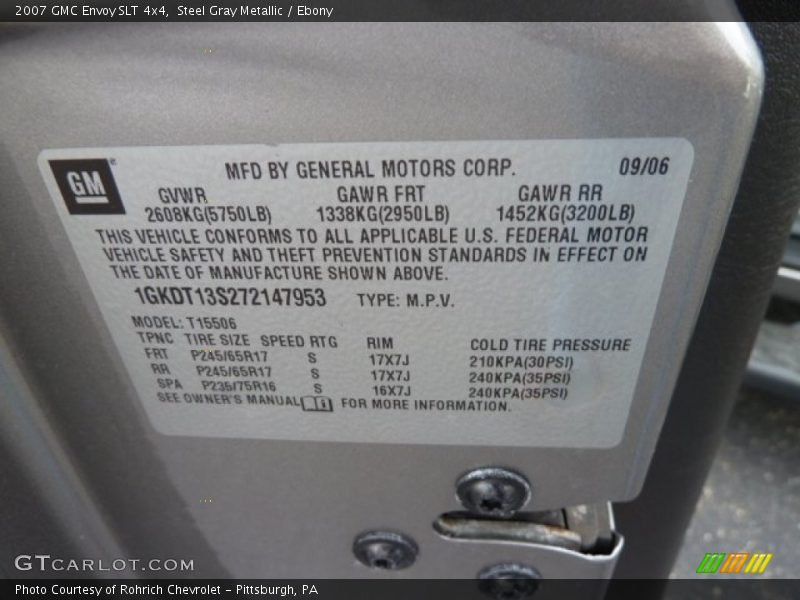 2007 GMC Envoy SLT 4x4, Steel Gray Metallic / Ebony
GM
MFD BY GENERAL MOTORS CORP. 09/06
GVWR GAWR FRT GAWR RR
2608KG(5750LB) 1338KG(2950LB) 1452KG(3200LB)
THIS VEHICLE CONFORMS TO ALL APPLICABLE U.S. FEDERAL MOTOR
VEHICLE SAFETY AND THEFT PREVENTION STANDARDS IN EFFECT ON
THE DATE OF MANUFACTURE SHOWN ABOVE.
1GKDT13S272147953 TYPE: M.P.V.
MODEL: T15506
TPNC TIRE SIZE SPEED RTG RIM COLD TIRE PRESSURE
FRT P245/65R17 S 17X7J 210KPA(30PSI)
RR P245/65R17 S 17X7J 240KPA(35PSI)
SPA P235/75R16 S 16X7J 240KPA(35PSI)
SEE OWNER'S MANUAL FOR MORE INFORMATION.
GTCARLOT.COM
Photo Courtesy of Rohrich Chevrolet - Pittsburgh, PA